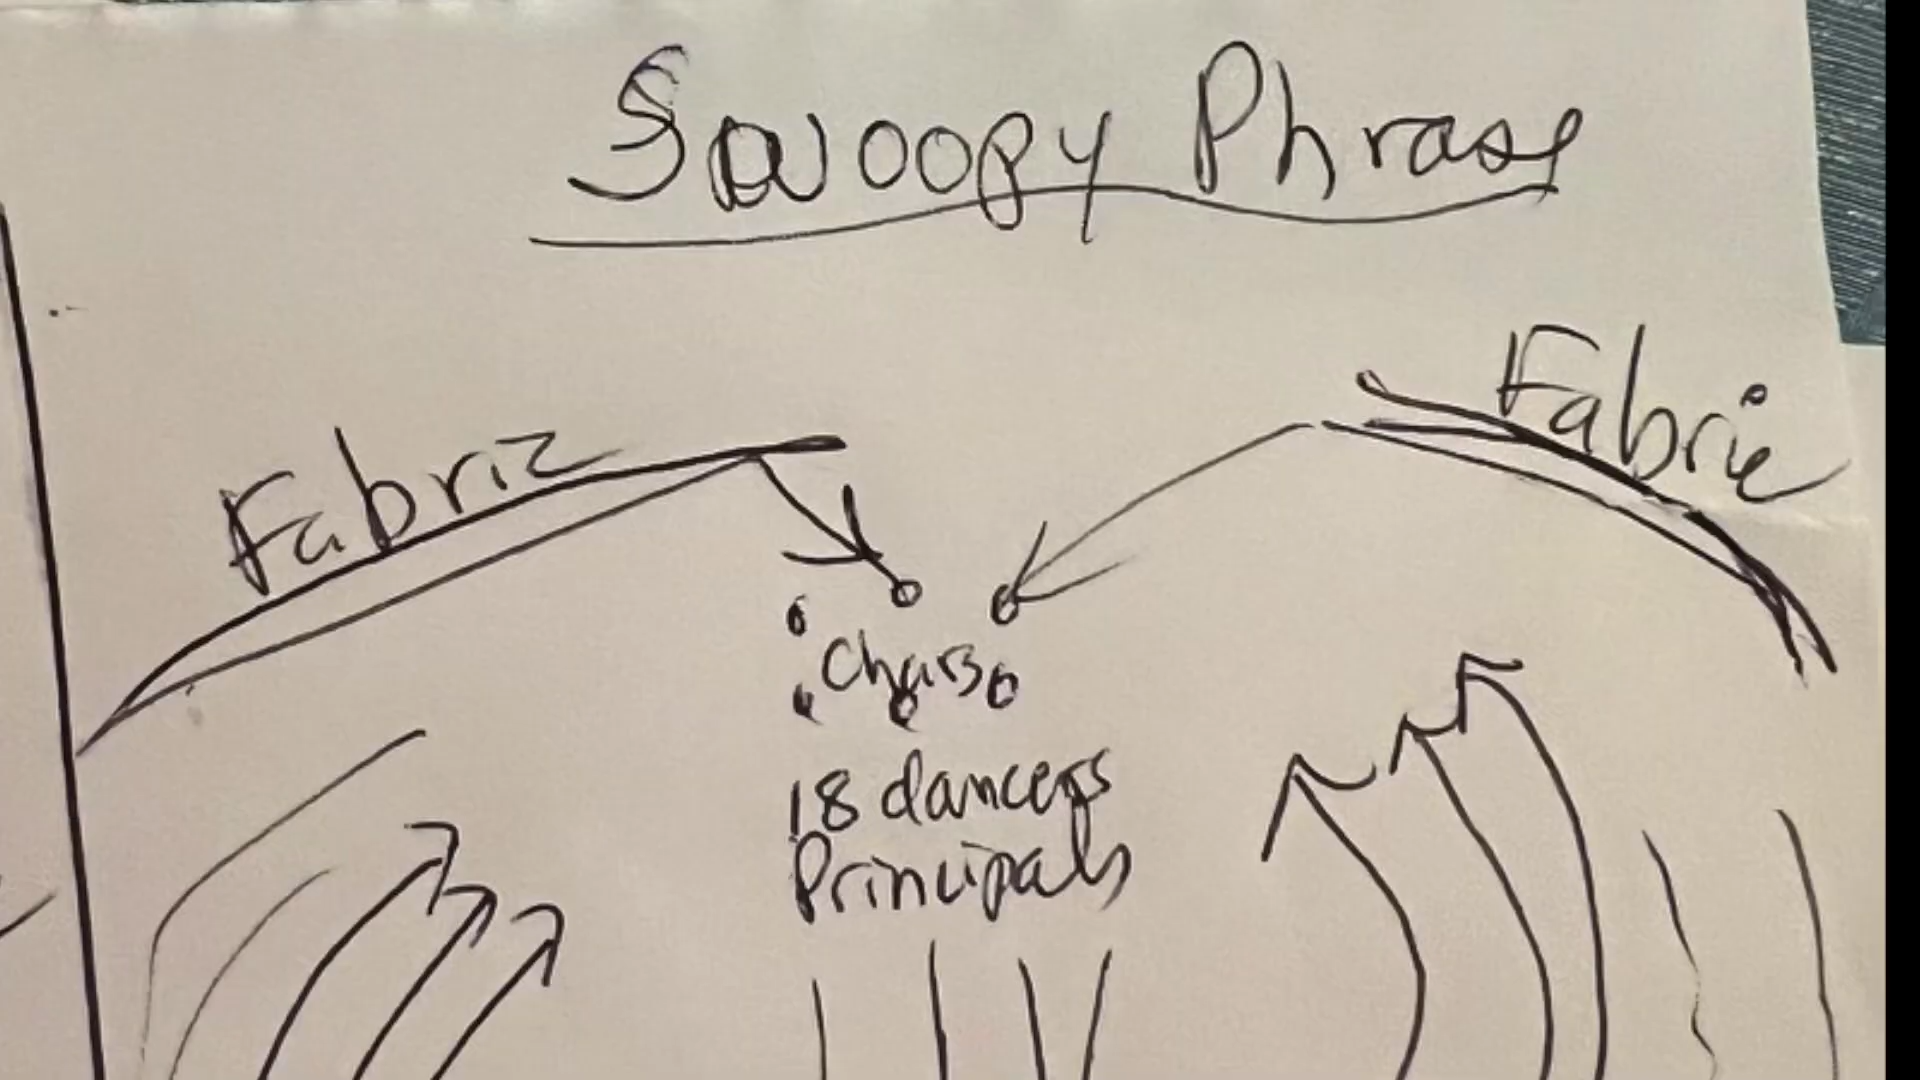 Swoopy Phrase
Fabric
Fabric
Chairs
18 dancers
Principals